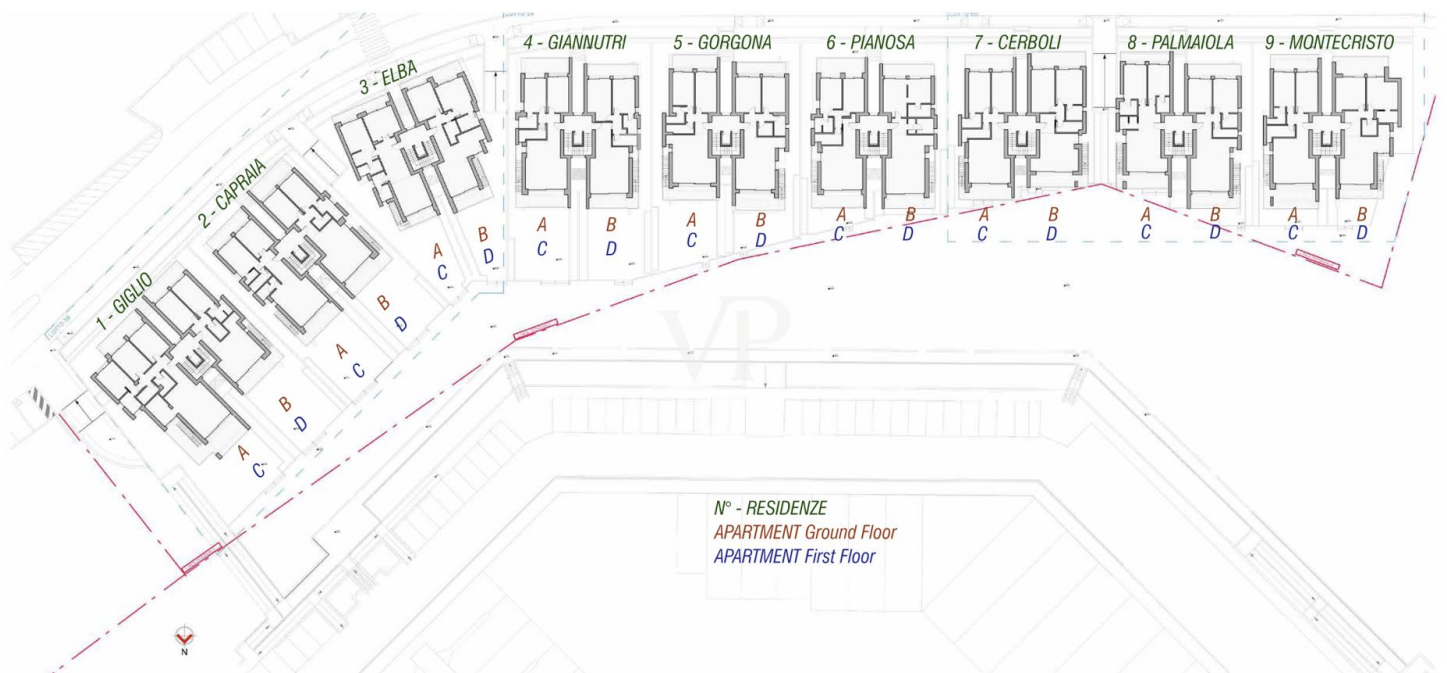 4 - GIANNUTRI
5 - GORGONA
6 - PIANOSA
7 - CERBOLI
8 - PALMAIOLA
9 - MONTECRISTO
3 - ELBA
2 - CAPRAIA
1 - GIGLIO
A
C
B
D
A
C
B
D
A
C
B
D
A
C
B
D
A
C
B
D
A
C
B
D
A
C
B
D
A
C
B
D
A
C
B
D
VP
N° - RESIDENZE
APARTMENT Ground Floor
APARTMENT First Floor
N